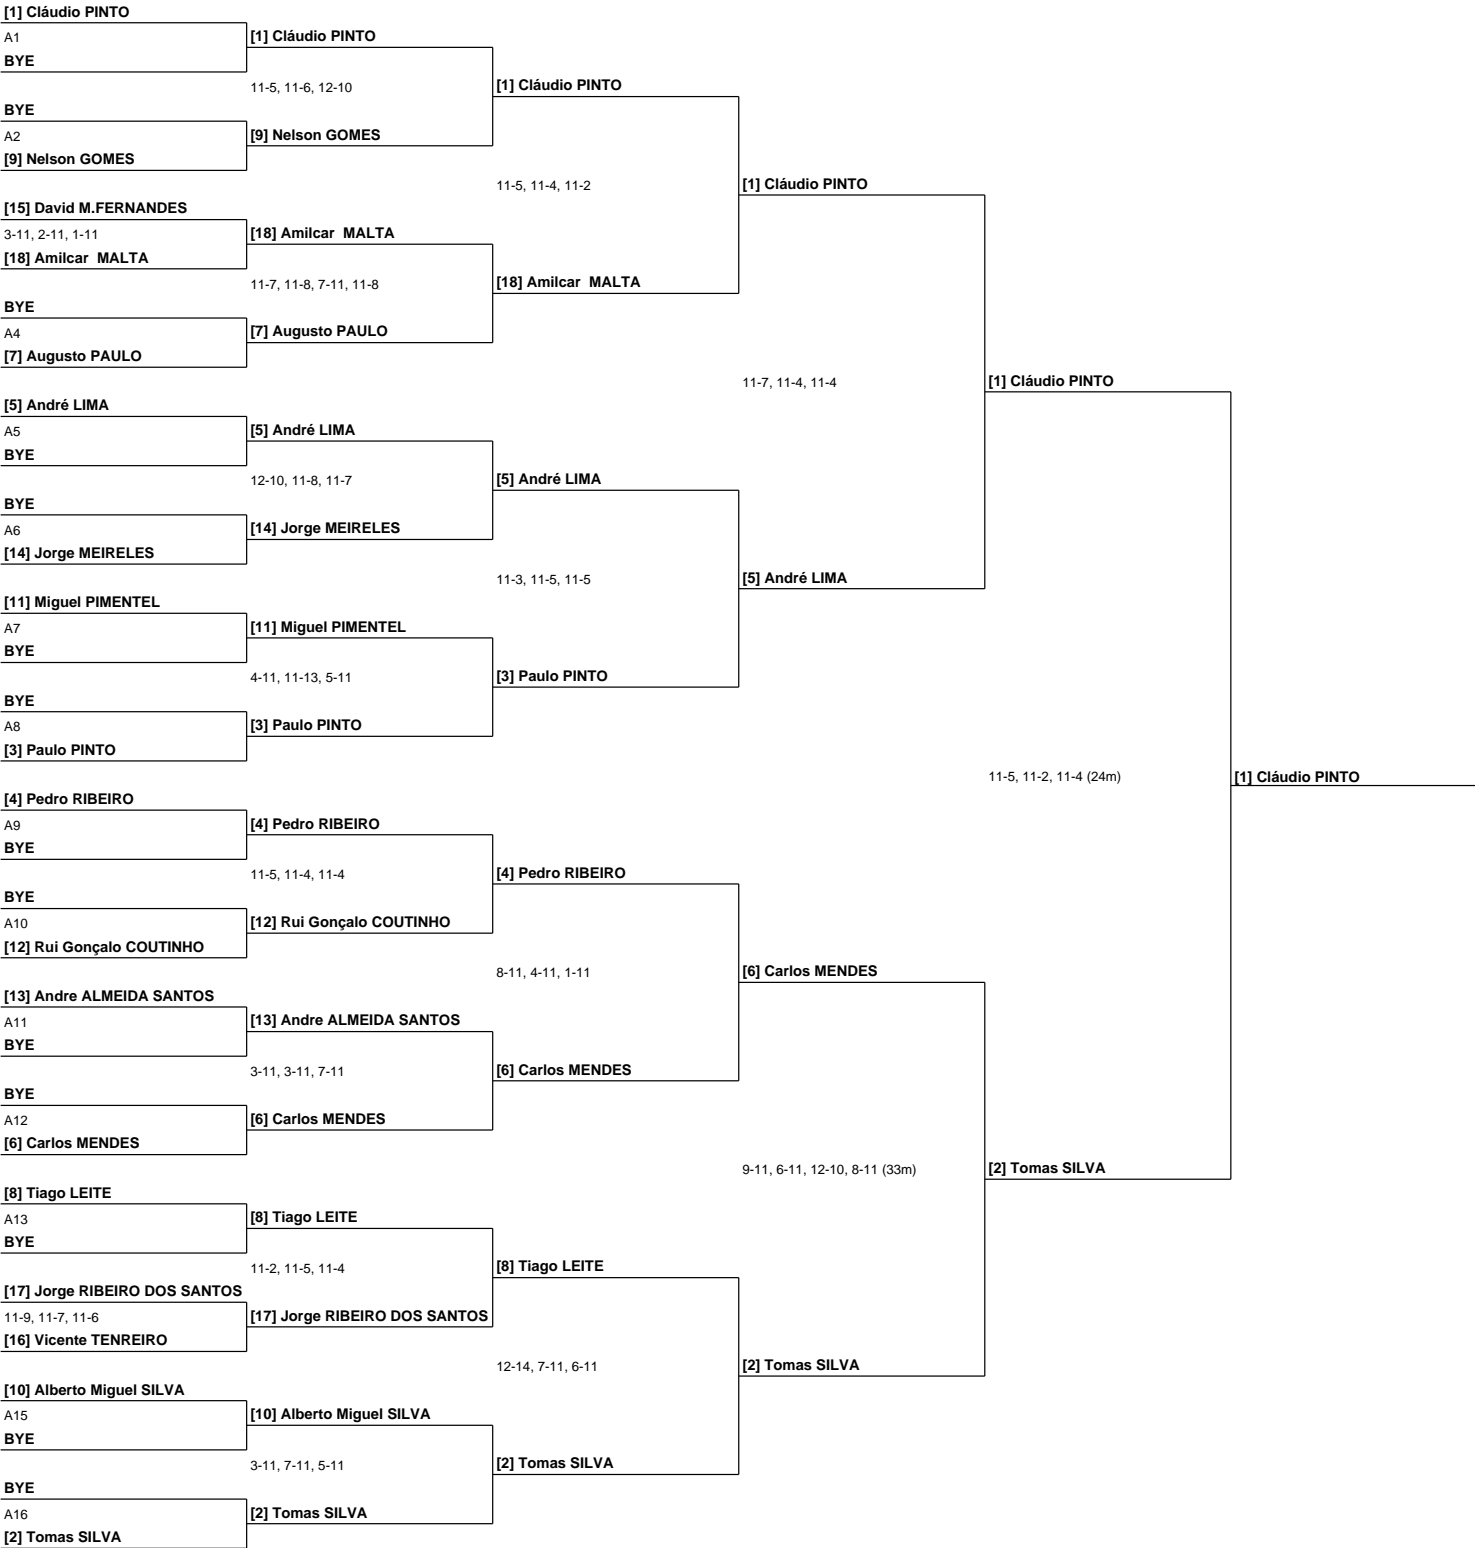 [1] Cláudio PINTO
A1
BYE
BYE
A2
[9] Nelson GOMES
[15] David M.FERNANDES
3-11, 2-11, 1-11
[18] Amilcar  MALTA
BYE
A4
[7] Augusto PAULO
[5] André LIMA
A5
BYE
BYE
A6
[14] Jorge MEIRELES
[11] Miguel PIMENTEL
A7
BYE
BYE
A8
[3] Paulo PINTO
[4] Pedro RIBEIRO
A9
BYE
BYE
A10
[12] Rui Gonçalo COUTINHO
[13] Andre ALMEIDA SANTOS
A11
BYE
BYE
A12
[6] Carlos MENDES
[8] Tiago LEITE
A13
BYE
[17] Jorge RIBEIRO DOS SANTOS
11-9, 11-7, 11-6
[16] Vicente TENREIRO
[10] Alberto Miguel SILVA
A15
BYE
BYE
A16
[2] Tomas SILVA
[1] Cláudio PINTO
11-5, 11-6, 12-10
[9] Nelson GOMES
[18] Amilcar  MALTA
11-7, 11-8, 7-11, 11-8
[7] Augusto PAULO
[5] André LIMA
12-10, 11-8, 11-7
[14] Jorge MEIRELES
[11] Miguel PIMENTEL
4-11, 11-13, 5-11
[3] Paulo PINTO
[4] Pedro RIBEIRO
11-5, 11-4, 11-4
[12] Rui Gonçalo COUTINHO
[13] Andre ALMEIDA SANTOS
3-11, 3-11, 7-11
[6] Carlos MENDES
[8] Tiago LEITE
11-2, 11-5, 11-4
[17] Jorge RIBEIRO DOS SANTOS
[10] Alberto Miguel SILVA
3-11, 7-11, 5-11
[2] Tomas SILVA
[1] Cláudio PINTO
11-5, 11-4, 11-2
[18] Amilcar  MALTA
[5] André LIMA
11-3, 11-5, 11-5
[3] Paulo PINTO
[4] Pedro RIBEIRO
8-11, 4-11, 1-11
[6] Carlos MENDES
[8] Tiago LEITE
12-14, 7-11, 6-11
[2] Tomas SILVA
[1] Cláudio PINTO
11-7, 11-4, 11-4
[5] André LIMA
[6] Carlos MENDES
9-11, 6-11, 12-10, 8-11 (33m)
[2] Tomas SILVA
[1] Cláudio PINTO
11-5, 11-2, 11-4 (24m)
[2] Tomas SILVA
[1] Cláudio PINTO